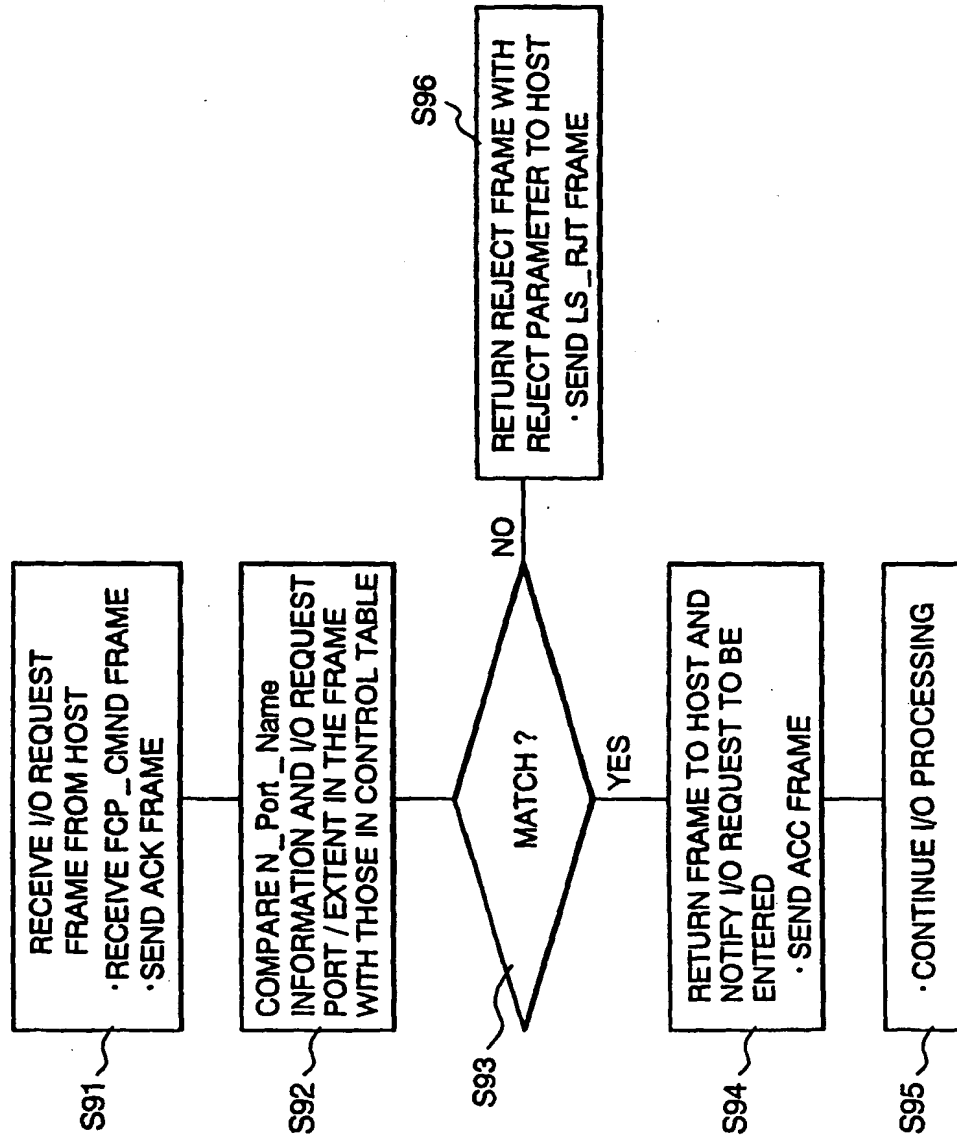 S91
RECEIVE I/O REQUEST
FRAME FROM HOST
·RECEIVE FCP_CMND FRAME
·SEND ACK FRAME
S92
COMPARE N_Port_Name
INFORMATION AND I/O REQUEST
PORT / EXTENT IN THE FRAME
WITH THOSE IN CONTROL TABLE
S93
MATCH ?
NO
YES
S96
RETURN REJECT FRAME WITH
REJECT PARAMETER TO HOST
·SEND LS_RJT FRAME
S94
RETURN FRAME TO HOST AND
NOTIFY I/O REQUEST TO BE
ENTERED
·SEND ACC FRAME
S95
·CONTINUE I/O PROCESSING